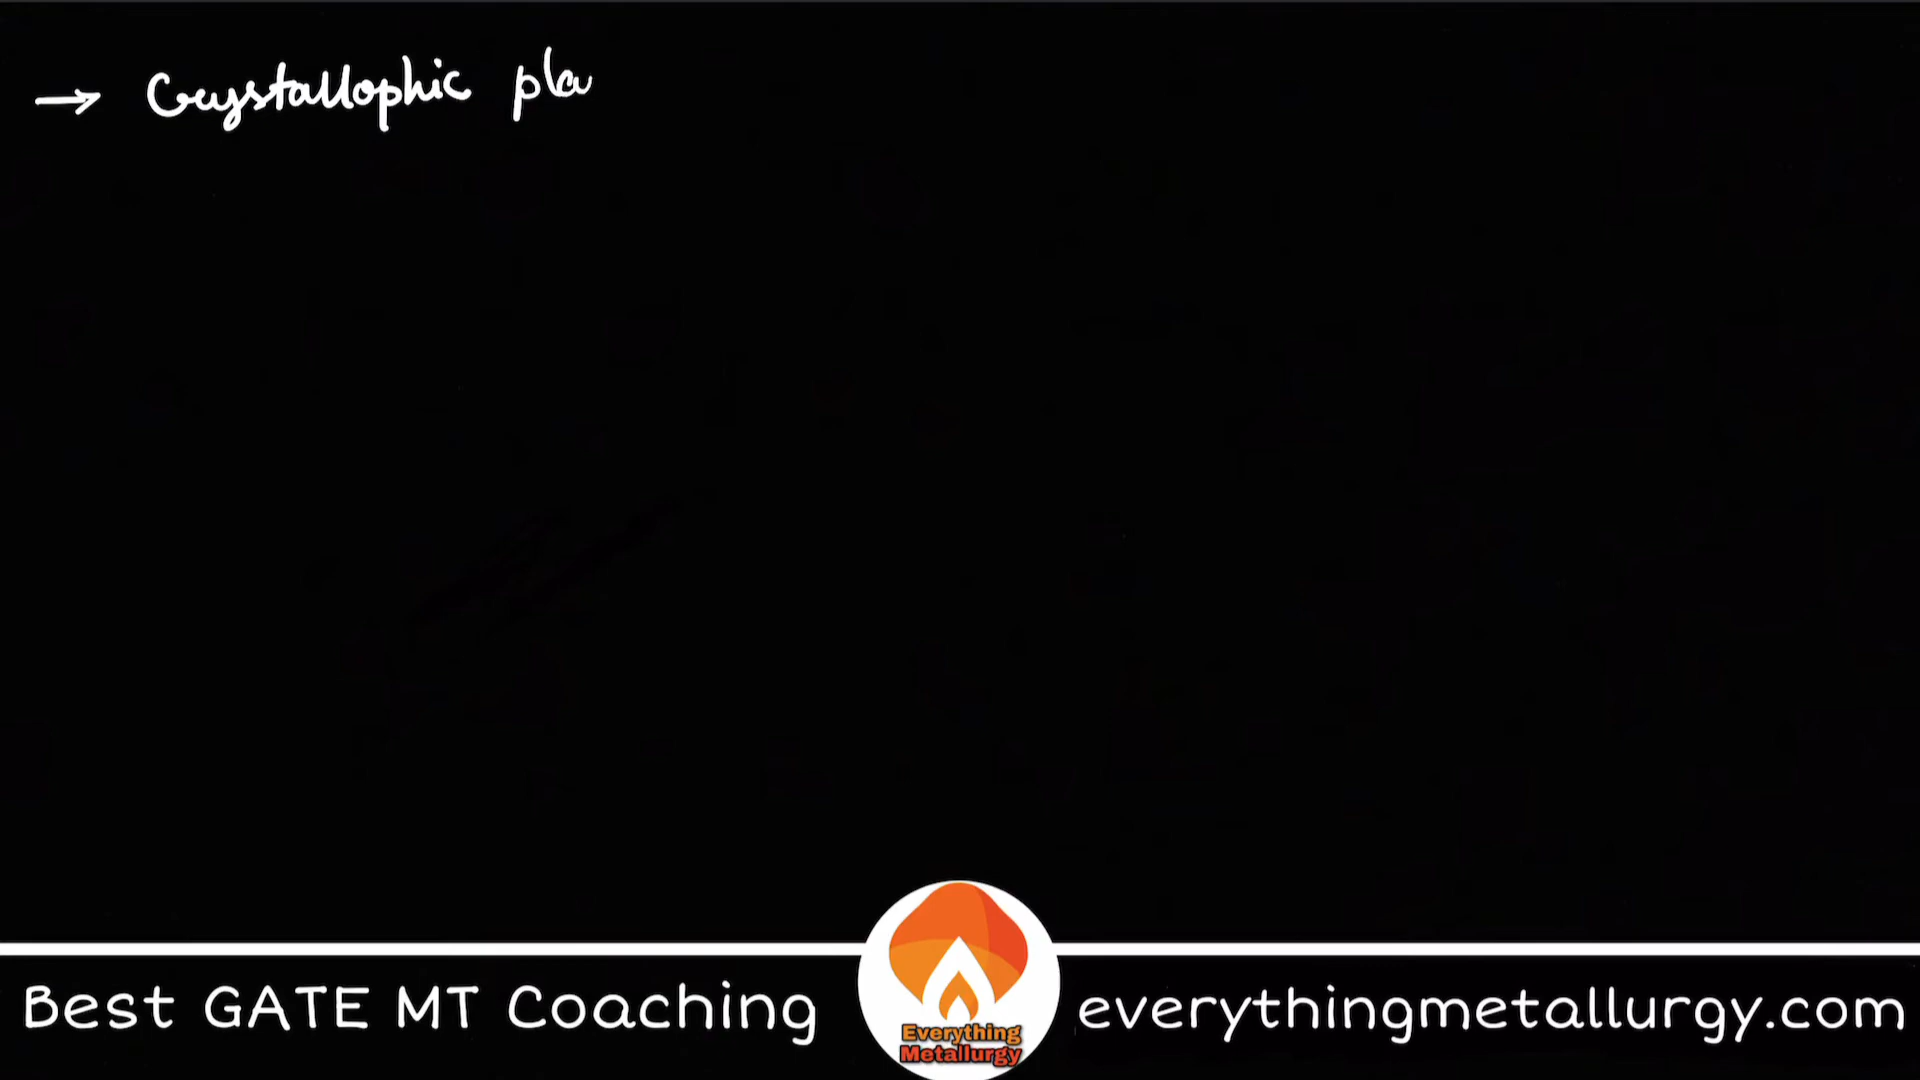 → Crystallophic pla
Best GATE MT Coaching
Everything
Metallurgy
everythingmetallurgy.com